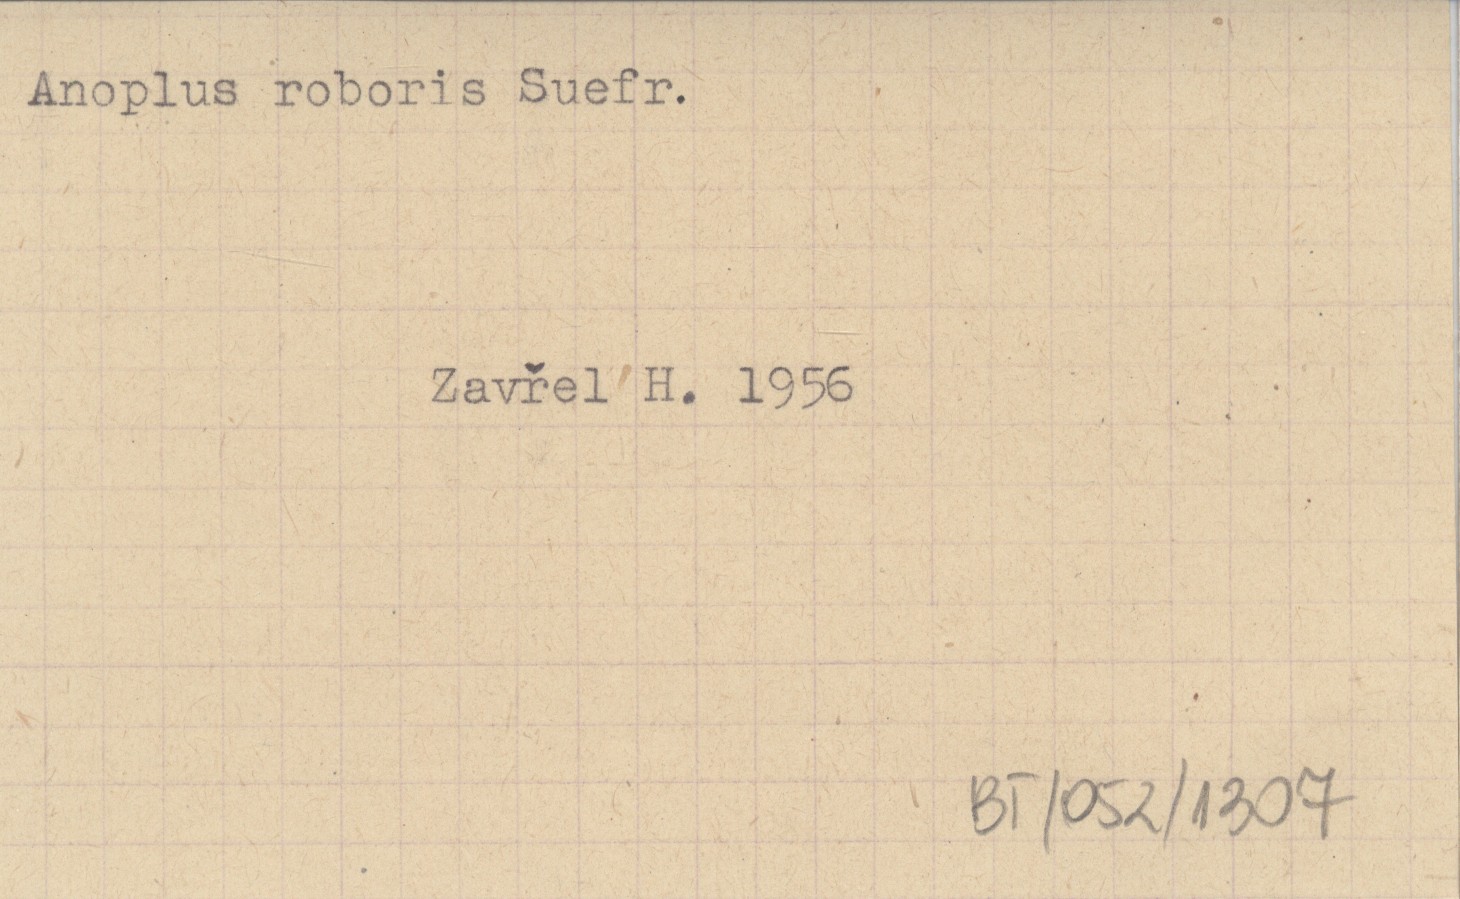 Anoplus roboris Suefr.
Zavřel H. 1956
BT/052/1307